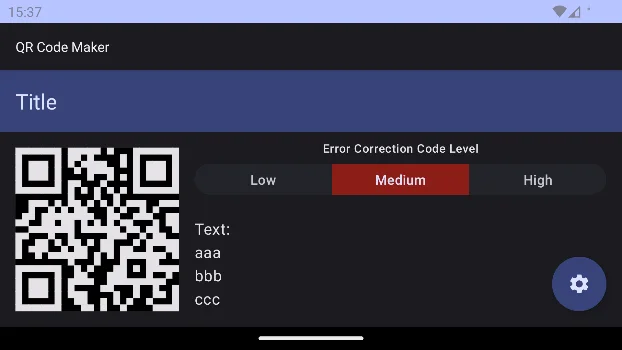 15:37
QR Code Maker
Title
Error Correction Code Level
Low
Medium
High
Text:
aaa
bbb
ccc